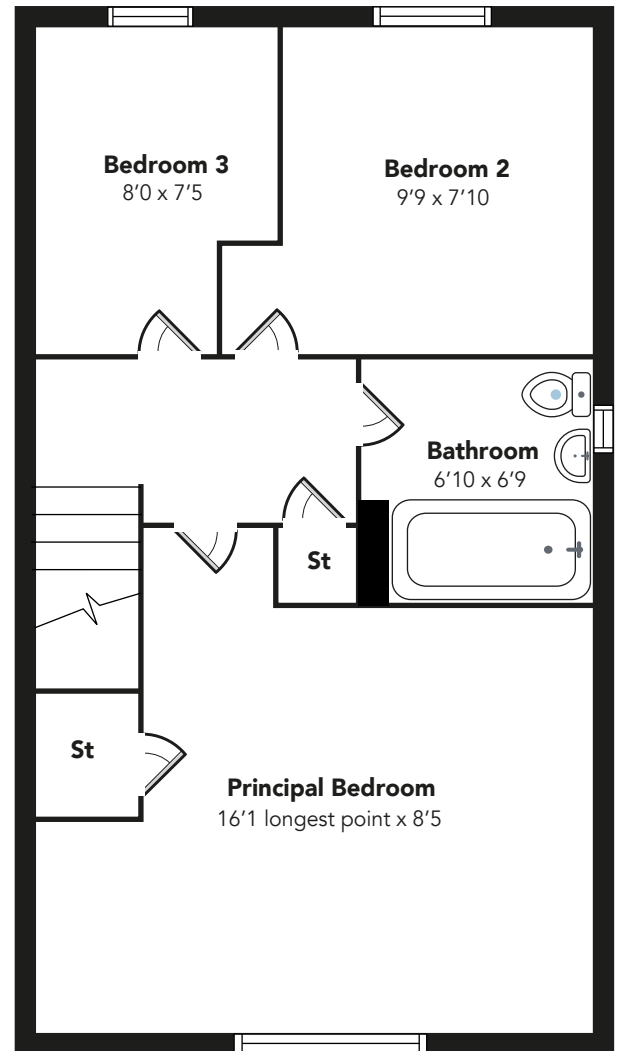 Bedroom 3
8’0 x 7’5
Bedroom 2
9’9 x 7’10
Bathroom
6’10 x 6’9
St
St
Principal Bedroom
16’1 longest point x 8’5